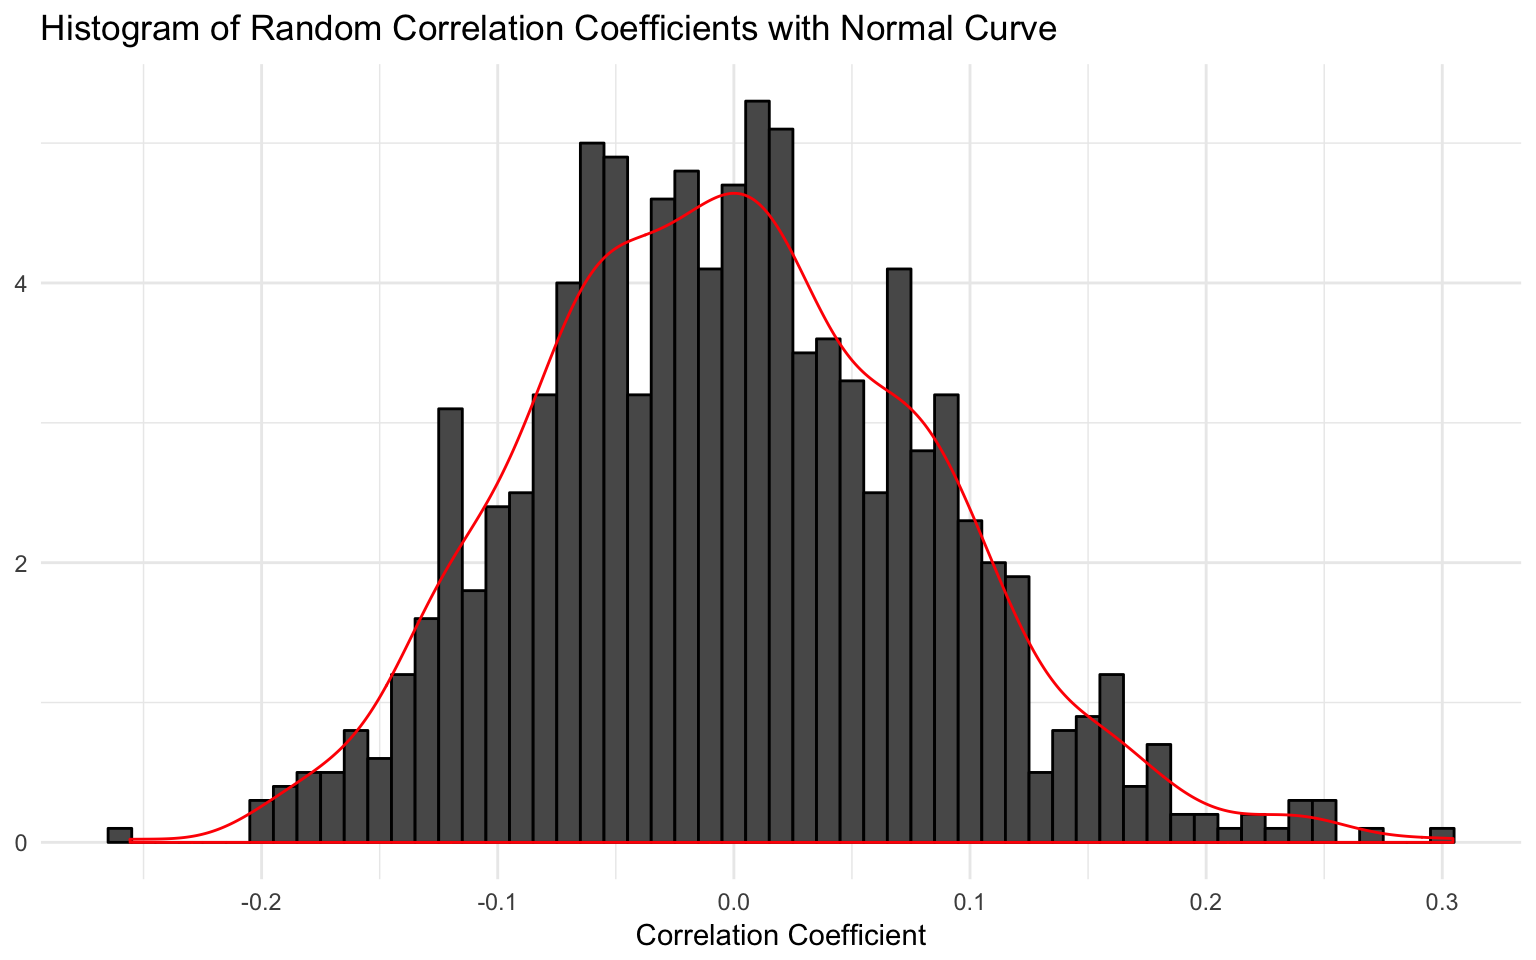 Histogram of Random Correlation Coefficients with Normal Curve
4
2
0
-0.2 -0.1 0.0 0.1 0.2 0.3
Correlation Coefficient